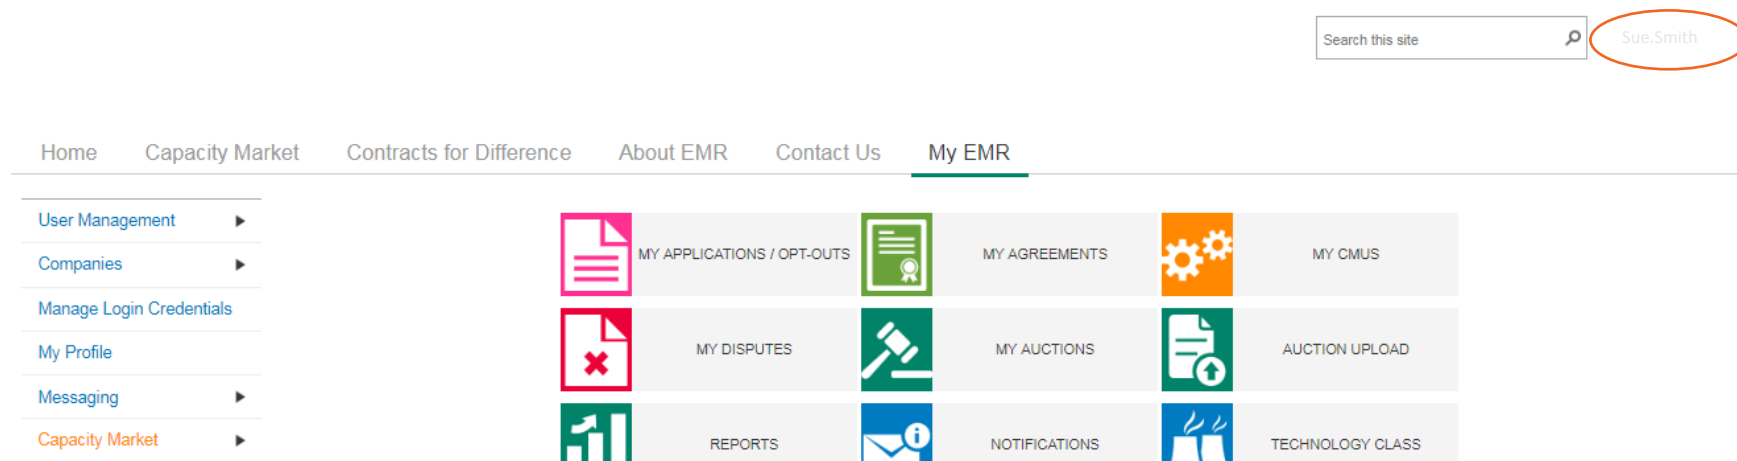 Search this site
Sue.Smith
Home Capacity Market Contracts for Difference About EMR Contact Us My EMR
User Management
Companies
Manage Login Credentials
My Profile
Messaging
Capacity Market
MY APPLICATIONS / OPT-OUTS MY AGREEMENTS MY CMUS
MY DISPUTES MY AUCTIONS AUCTION UPLOAD
REPORTS NOTIFICATIONS TECHNOLOGY CLASS